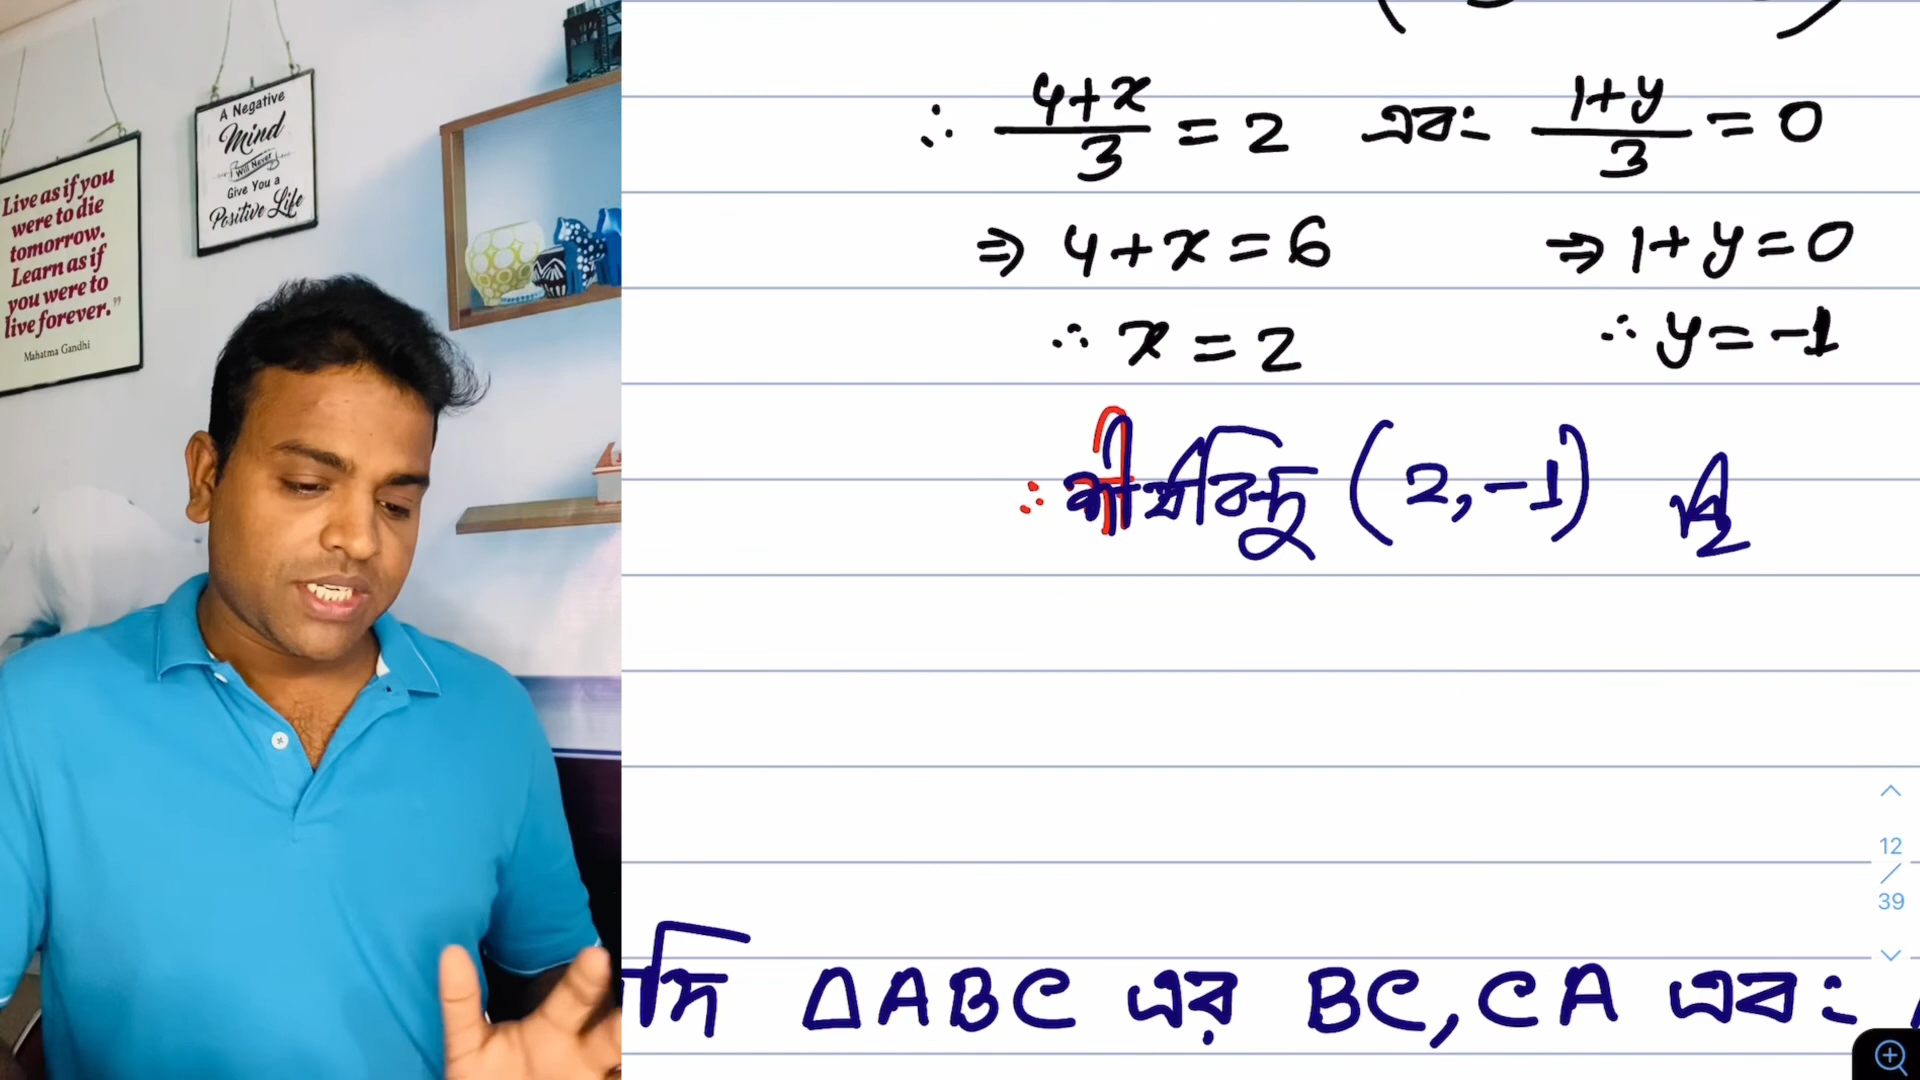 A Negative
Mind
Will Never
Give You a
Positive Life
Live as if you
were to die
tomorrow.
Learn as if
you were to
live forever.”
Mahatma Gandhi
∴ (4+x)/3 = 2 এবং (1+y)/3 = 0
⇒ 4+x=6 ⇒ 1+y=0
∴ x=2 ∴ y=-1
∴ শীর্ষবিন্দু (2,-1)
12
/
39
যদি ΔABC এর BC, CA এবং